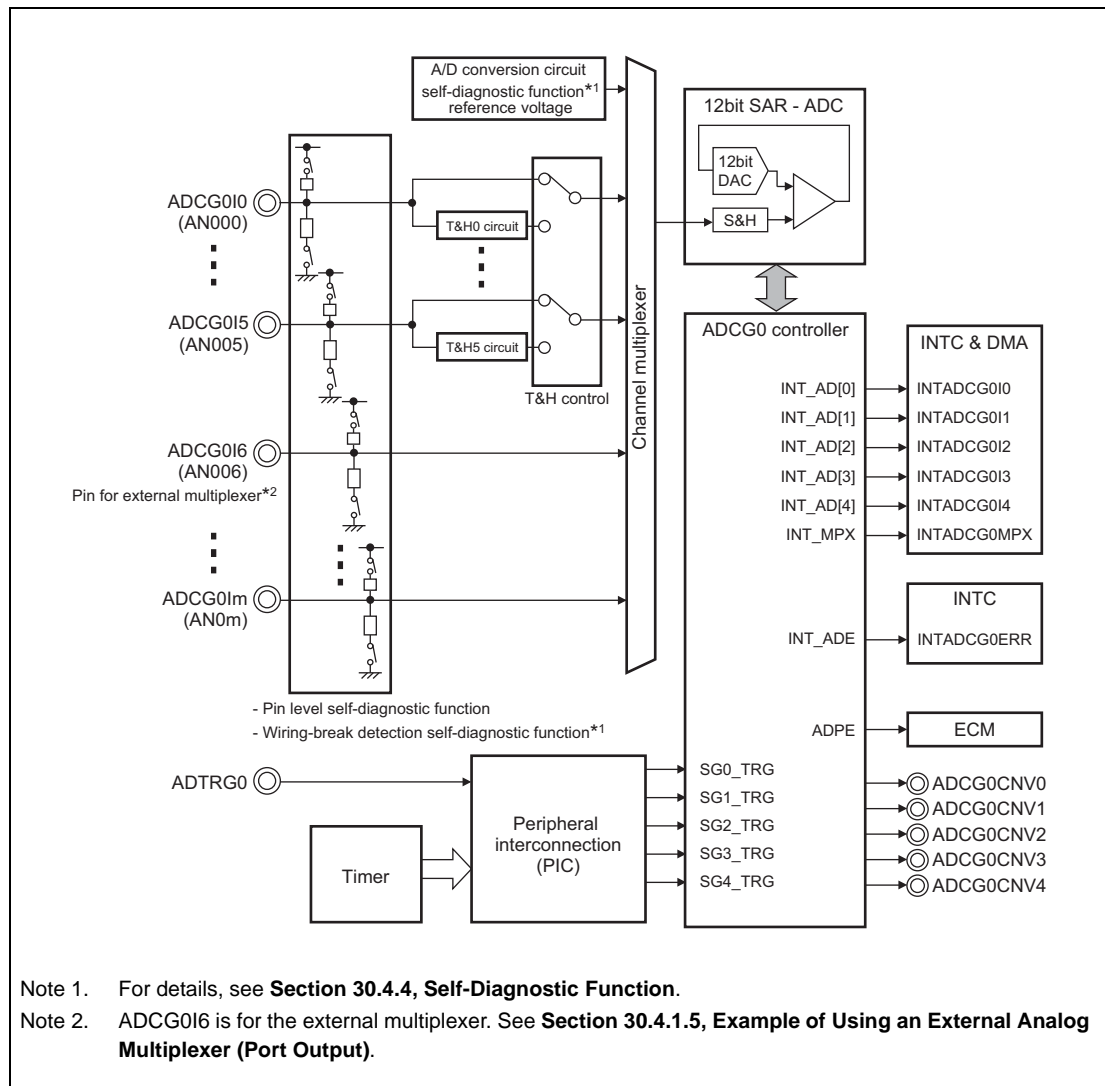 A/D conversion circuit
self-diagnostic function*1
reference voltage
12bit SAR - ADC
12bit
DAC
S&H
ADCG0I0
(AN000)
T&H0 circuit
ADCG0I5
(AN005)
T&H5 circuit
T&H control
Channel multiplexer
ADCG0I6
(AN006)
Pin for external multiplexer*2
ADCG0Im
(AN0m)
- Pin level self-diagnostic function
- Wiring-break detection self-diagnostic function*1
ADCG0 controller
INT_AD[0]
INT_AD[1]
INT_AD[2]
INT_AD[3]
INT_AD[4]
INT_MPX
INT_ADE
ADPE
INTC & DMA
INTADCG0I0
INTADCG0I1
INTADCG0I2
INTADCG0I3
INTADCG0I4
INTADCG0MPX
INTC
INTADCG0ERR
ECM
ADTRG0
Timer
Peripheral
interconnection
(PIC)
SG0_TRG
SG1_TRG
SG2_TRG
SG3_TRG
SG4_TRG
ADCG0CNV0
ADCG0CNV1
ADCG0CNV2
ADCG0CNV3
ADCG0CNV4
Note 1. For details, see Section 30.4.4, Self-Diagnostic Function.
Note 2. ADCG0I6 is for the external multiplexer. See Section 30.4.1.5, Example of Using an External Analog
Multiplexer (Port Output).